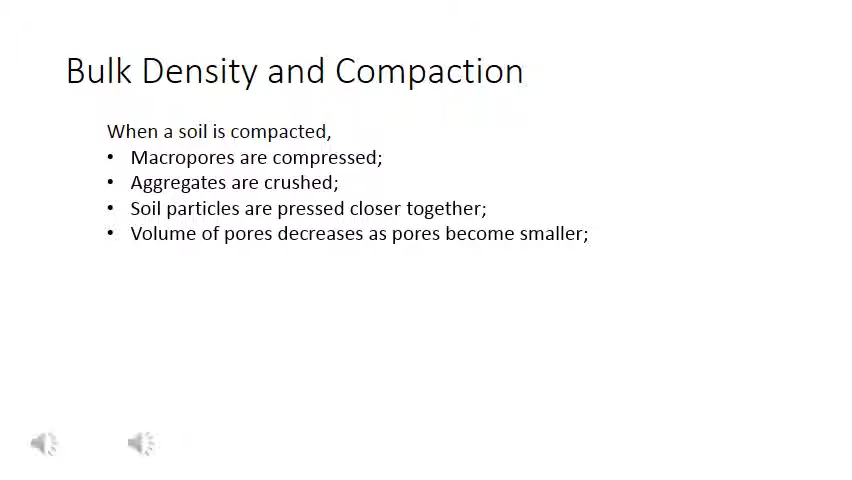 Bulk Density and Compaction
When a soil is compacted,
• Macropores are compressed;
• Aggregates are crushed;
• Soil particles are pressed closer together;
• Volume of pores decreases as pores become smaller;